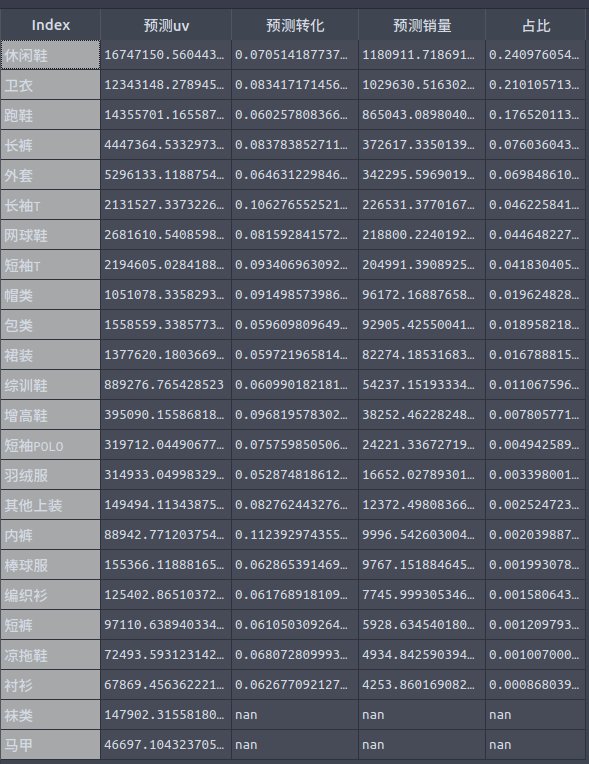 Index 预测uv 预测转化 预测销量 占比
休闲鞋 16747150.560443… 0.070514187737… 1180911.718691… 0.240976054…
卫衣 12343148.278945… 0.083417171456… 1029630.516302… 0.210105713…
跑鞋 14355701.165587… 0.060257808366… 865043.0898040… 0.176520113…
长裤 4447364.5332973… 0.083783852711… 372617.3350139… 0.076036043…
外套 5296133.1188754… 0.064631229846… 342295.5969019… 0.069848610…
长袖T 2131527.3373226… 0.106276552521… 226531.3770167… 0.046225841…
网球鞋 2681610.5408598… 0.081592841572… 218800.2240192… 0.044648227…
短袖T 2194605.0284188… 0.093406963092… 204991.3908925… 0.041830405…
帽类 1051078.3358293… 0.091498573986… 96172.16887658… 0.019624828…
包类 1558559.3385773… 0.059609809649… 92905.42550041… 0.018958218…
裙装 1377620.1803669… 0.059721965814… 82274.18531683… 0.016788815…
综训鞋 889276.765428523 0.060990182181… 54237.15193334… 0.011067596…
增高鞋 395090.15586818… 0.096819578302… 38252.46228248… 0.007805771…
短袖POLO 319712.04490677… 0.075759850506… 24221.33672719… 0.004942589…
羽绒服 314933.04998329… 0.052874818612… 16652.02789301… 0.003398001…
其他上装 149494.11343875… 0.082762443276… 12372.49808366… 0.002524723…
内裤 88942.771203754… 0.112392974355… 9996.542603004… 0.002039887…
棒球服 155366.11888165… 0.062865391469… 9767.151884645… 0.001993078…
编织衫 125402.86510372… 0.061768918109… 7745.999305346… 0.001580643…
短裤 97110.638940334… 0.061050309264… 5928.634540180… 0.001209793…
凉拖鞋 72493.593123142… 0.068072809993… 4934.842590394… 0.001007000…
衬衫 67869.456362221… 0.062677092127… 4253.860169082… 0.000868039…
袜类 147902.31558180… nan nan nan
马甲 46697.104323705… nan nan nan